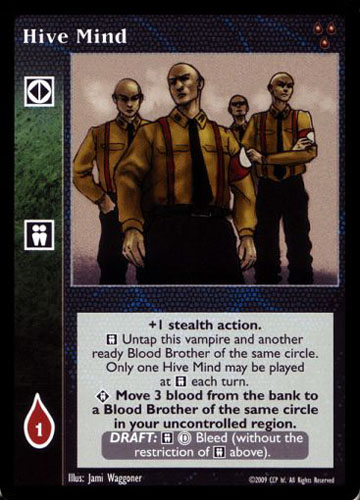 Hive Mind
+1 stealth action.
Untap this vampire and another
ready Blood Brother of the same circle.
Only one Hive Mind may be played
at each turn.
Move 3 blood from the bank to
a Blood Brother of the same circle
in your uncontrolled region.
DRAFT: Bleed (without the
restriction of above).
1
Illus: Jami Waggoner ©2009 CCP hf. All Rights Reserved